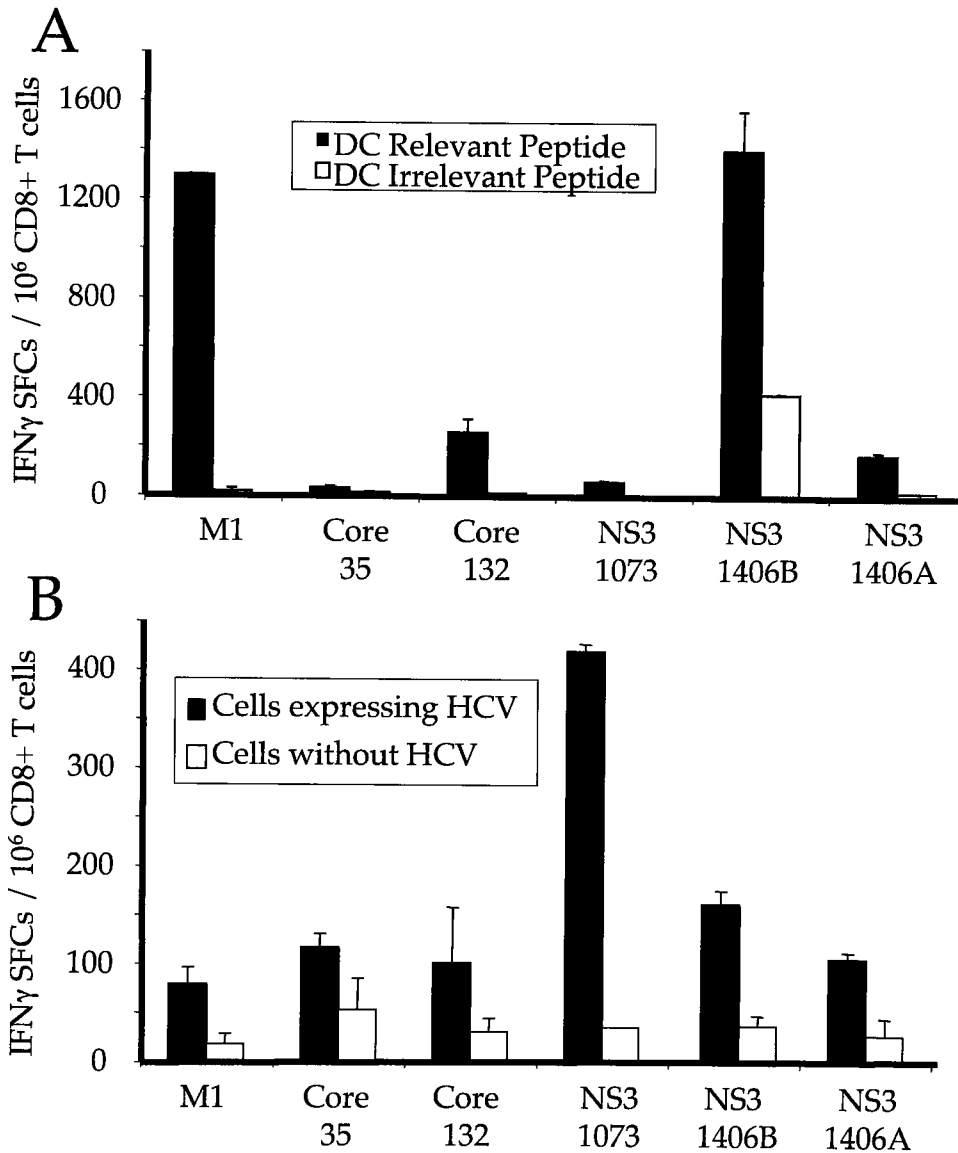 A
IFNγ SFCs / 10⁶ CD8+ T cells
1600
1200
800
400
0
DC Relevant Peptide
DC Irrelevant Peptide
M1
Core 35
Core 132
NS3 1073
NS3 1406B
NS3 1406A
B
IFNγ SFCs / 10⁶ CD8+ T cells
400
300
200
100
0
Cells expressing HCV
Cells without HCV
M1
Core 35
Core 132
NS3 1073
NS3 1406B
NS3 1406A